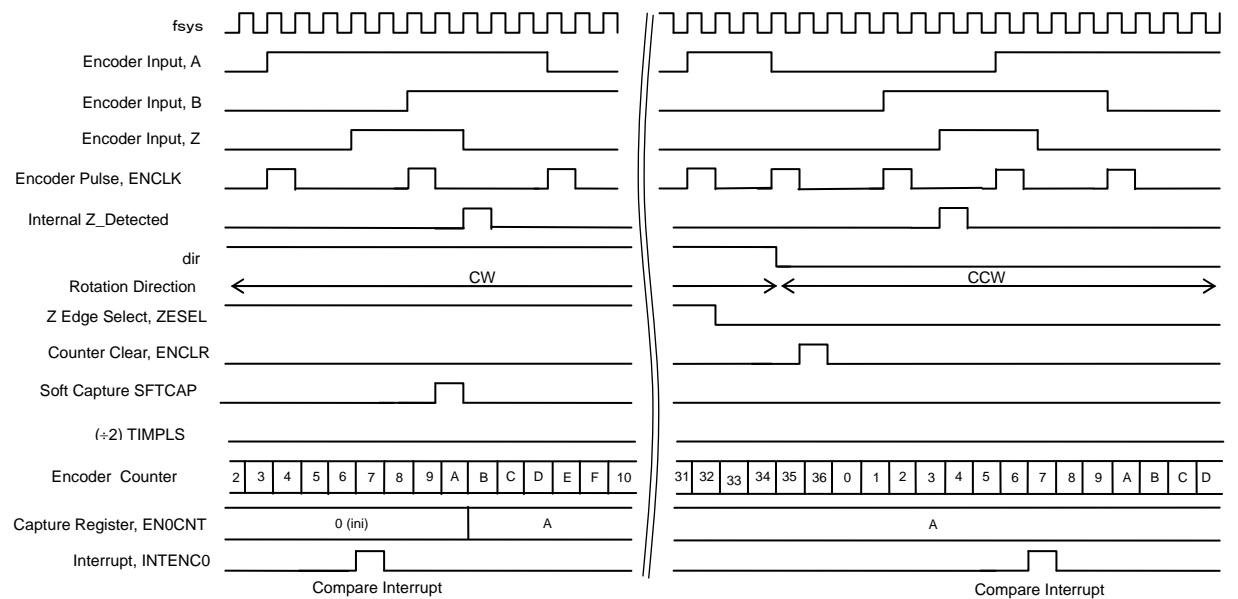 fsys
Encoder Input, A
Encoder Input, B
Encoder Input, Z
Encoder Pulse, ENCLK
Internal Z_Detected
dir
Rotation Direction CW CCW
Z Edge Select, ZESEL
Counter Clear, ENCLR
Soft Capture SFTCAP
(÷2) TIMPLS
Encoder Counter 2 3 4 5 6 7 8 9 A B C D E F 10 31 32 33 34 35 36 0 1 2 3 4 5 6 7 8 9 A B C D
Capture Register, EN0CNT 0 (ini) A A
Interrupt, INTENC0
Compare Interrupt Compare Interrupt